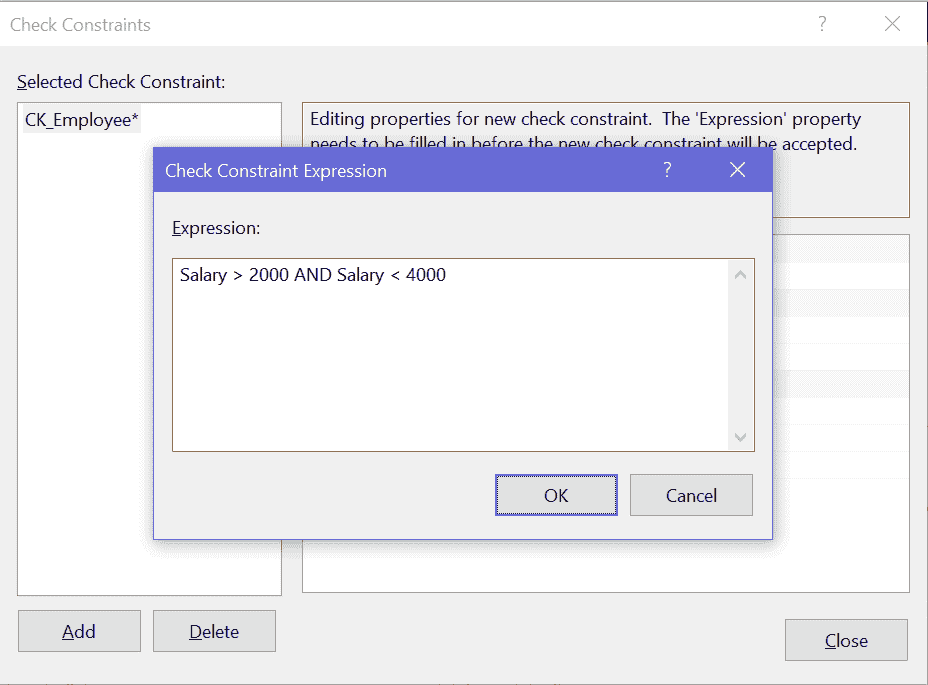 Check Constraints
Selected Check Constraint:
CK_Employee*
Editing properties for new check constraint.  The 'Expression' property
needs to be filled in before the new check constraint will be accepted.
Check Constraint Expression
Expression:
Salary > 2000 AND Salary < 4000
OK Cancel
Add Delete
Close